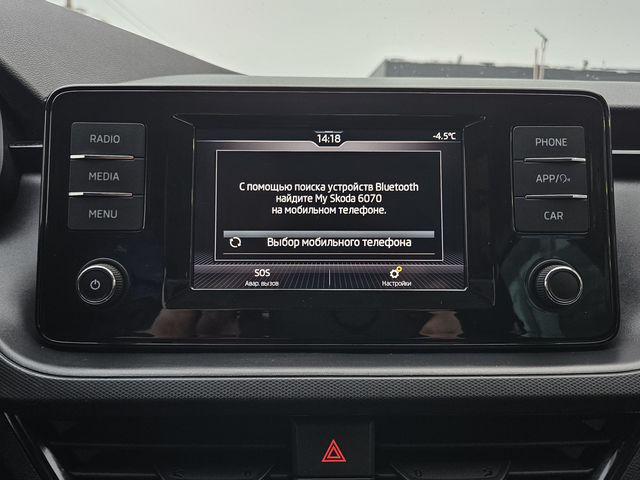 RADIO
MEDIA
MENU
14:18
-4.5°C
С помощью поиска устройств Bluetooth
найдите My Skoda 6070
на мобильном телефоне.
Выбор мобильного телефона
SOS
Авар. вызов
Настройки
PHONE
APP/
CAR